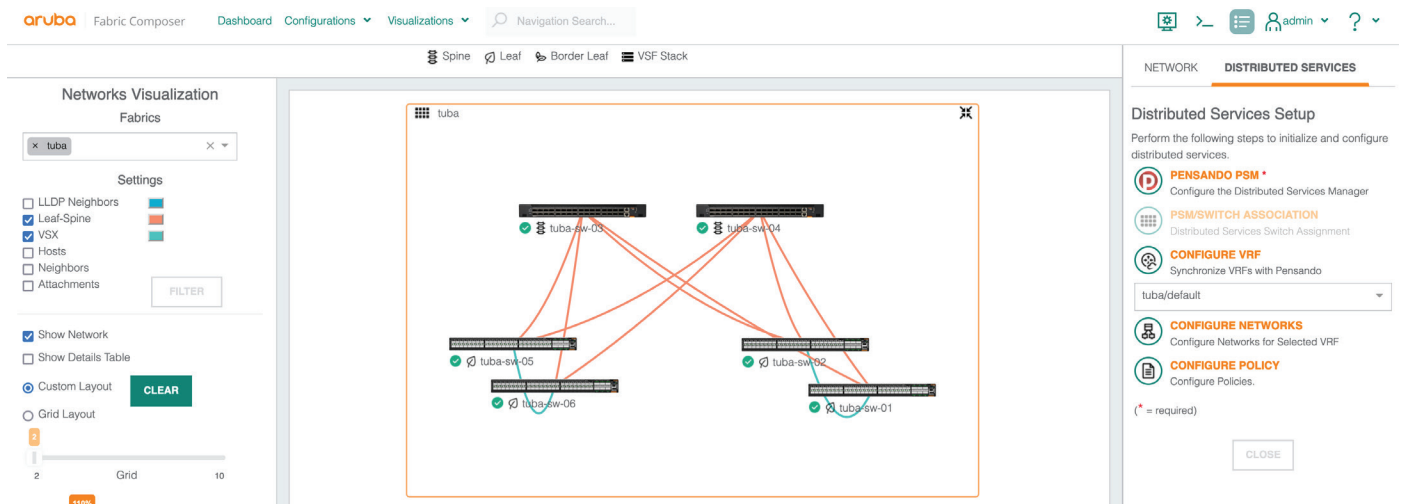 aruba Fabric Composer Dashboard Configurations Visualizations Navigation Search... admin ?
Spine Leaf Border Leaf VSF Stack
Networks Visualization
Fabrics
× tuba
Settings
LLDP Neighbors
Leaf-Spine
VSX
Hosts
Neighbors
Attachments
FILTER
Show Network
Show Details Table
Custom Layout
CLEAR
Grid Layout
2
2 Grid 10
119%
tuba
tuba-sw-03
tuba-sw-04
tuba-sw-05
tuba-sw-02
tuba-sw-06
tuba-sw-01
NETWORK DISTRIBUTED SERVICES
Distributed Services Setup
Perform the following steps to initialize and configure
distributed services.
PENSANDO PSM *
Configure the Distributed Services Manager
PSM/SWITCH ASSOCIATION
Distributed Services Switch Assignment
CONFIGURE VRF
Synchronize VRFs with Pensando
tuba/default
CONFIGURE NETWORKS
Configure Networks for Selected VRF
CONFIGURE POLICY
Configure Policies.
(* = required)
CLOSE